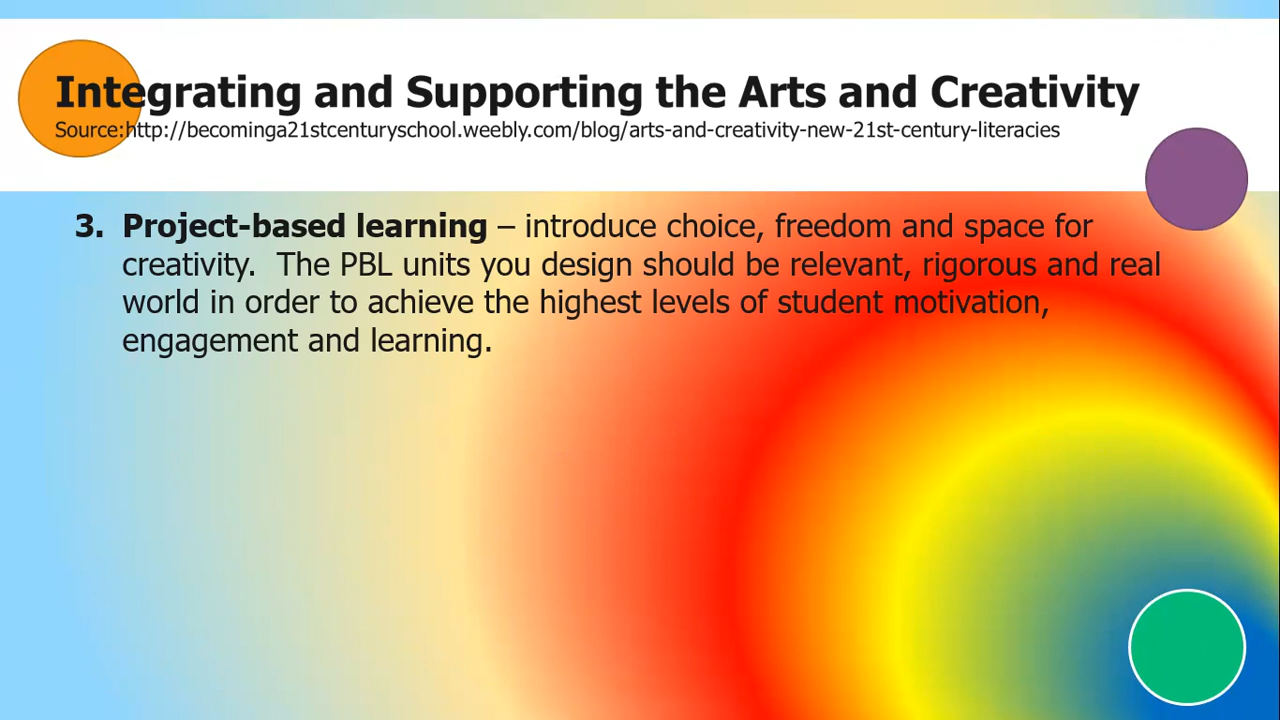 Integrating and Supporting the Arts and Creativity
Source:http://becominga21stcenturyschool.weebly.com/blog/arts-and-creativity-new-21st-century-literacies
3. Project-based learning – introduce choice, freedom and space for
creativity.  The PBL units you design should be relevant, rigorous and real
world in order to achieve the highest levels of student motivation,
engagement and learning.